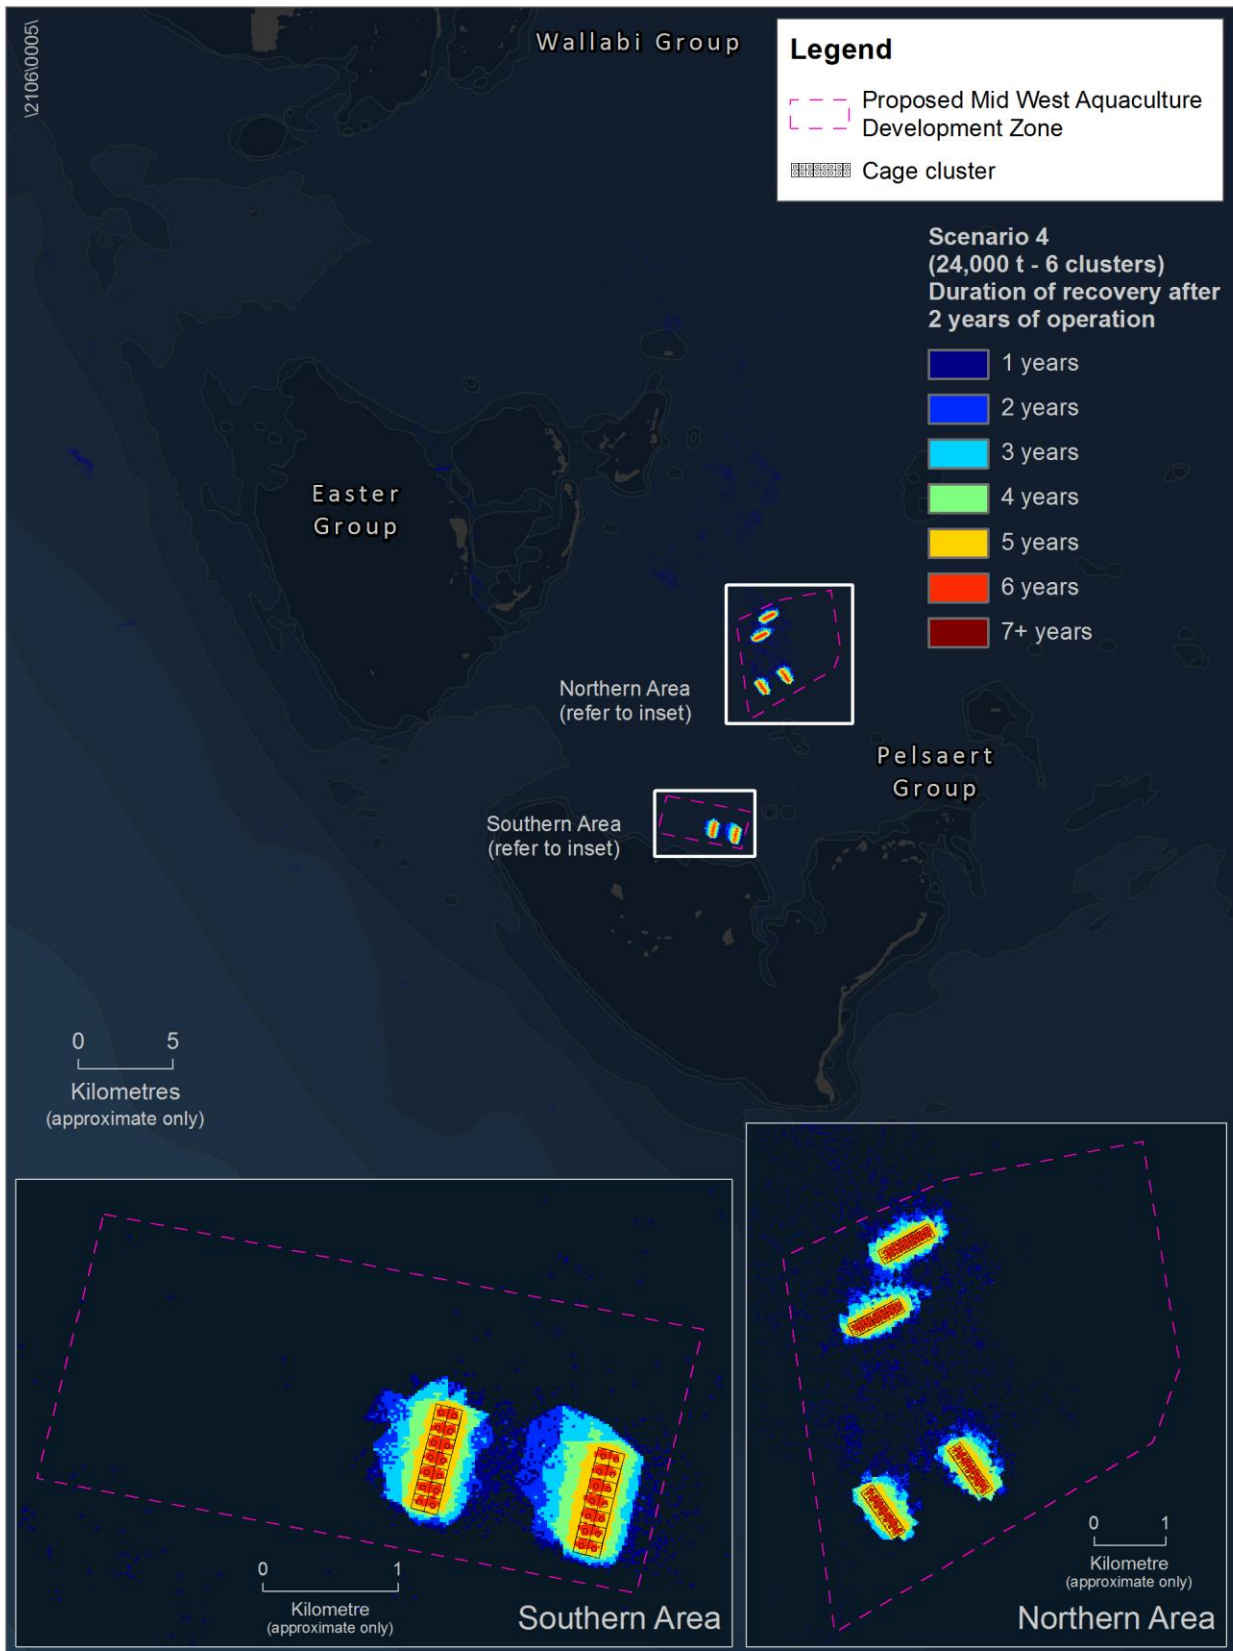 \2106\0005\
Wallabi Group
Legend
Proposed Mid West Aquaculture
Development Zone
Cage cluster
Scenario 4
(24,000 t - 6 clusters)
Duration of recovery after
2 years of operation
1 years
2 years
3 years
4 years
5 years
6 years
7+ years
Easter
Group
Northern Area
(refer to inset)
Pelsaert
Group
Southern Area
(refer to inset)
0 5
Kilometres
(approximate only)
0 1
Kilometre
(approximate only)
Southern Area
0 1
Kilometre
(approximate only)
Northern Area